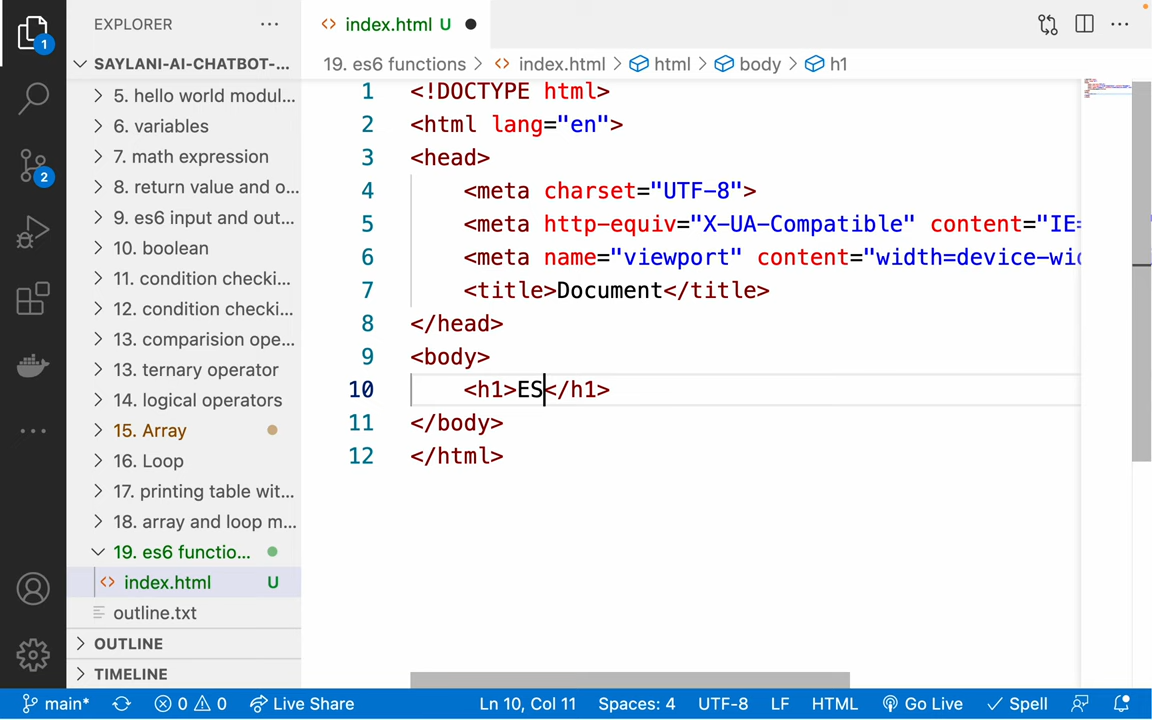 EXPLORER
index.html U
1
SAYLANI-AI-CHATBOT-...
19. es6 functions > index.html > html > body > h1
5. hello world modul...
6. variables
7. math expression
8. return value and o...
9. es6 input and out...
10. boolean
11. condition checki...
12. condition checki...
13. comparision ope...
13. ternary operator
14. logical operators
15. Array
16. Loop
17. printing table wit...
18. array and loop m...
19. es6 functio...
index.html U
outline.txt
OUTLINE
TIMELINE
2
1 <!DOCTYPE html>
2 <html lang="en">
3 <head>
4 <meta charset="UTF-8">
5 <meta http-equiv="X-UA-Compatible" content="IE=
6 <meta name="viewport" content="width=device-wid
7 <title>Document</title>
8 </head>
9 <body>
10 <h1>ES</h1>
11 </body>
12 </html>
main* 0 0 Live Share Ln 10, Col 11 Spaces: 4 UTF-8 LF HTML Go Live Spell